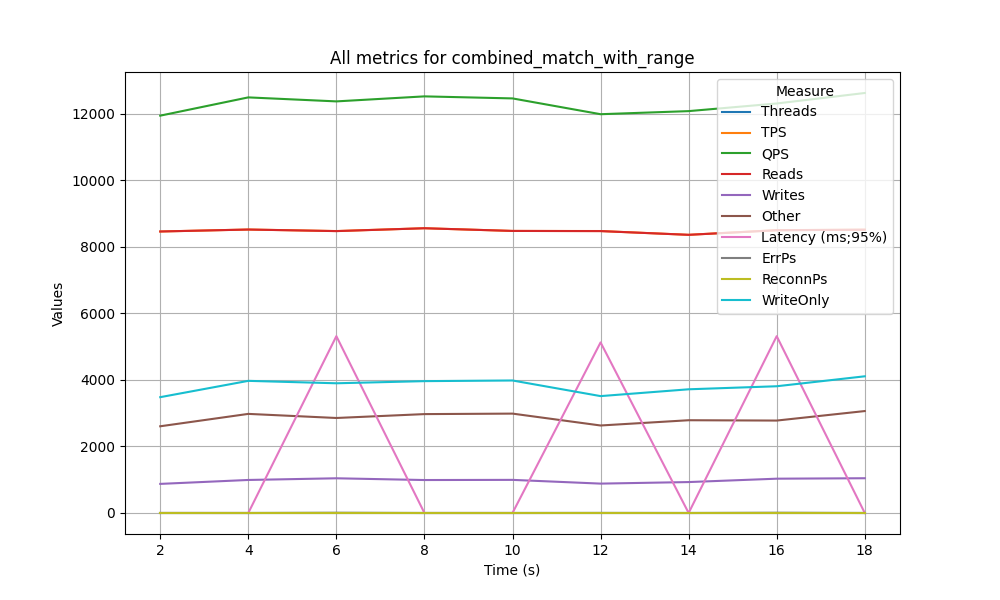 All metrics for combined_match_with_range
Measure
Threads
TPS
QPS
Reads
Writes
Other
Latency (ms;95%)
ErrPs
ReconnPs
WriteOnly
Values
12000
10000
8000
6000
4000
2000
0
2 4 6 8 10 12 14 16 18
Time (s)